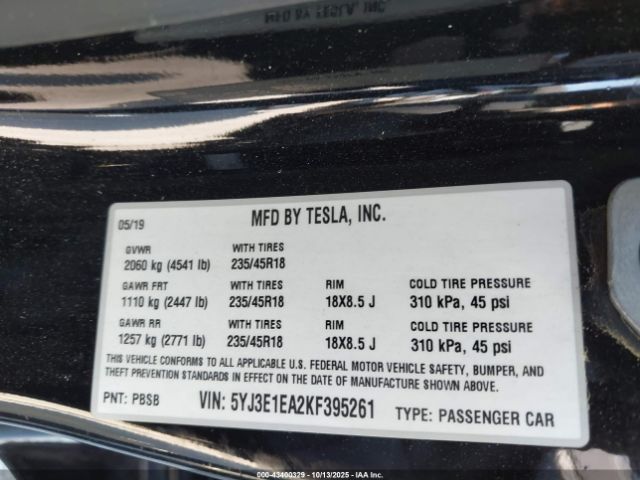 05/19 MFD BY TESLA, INC.
GVWR WITH TIRES
2060 kg (4541 lb) 235/45R18
GAWR FRT WITH TIRES RIM COLD TIRE PRESSURE
1110 kg (2447 lb) 235/45R18 18X8.5 J 310 kPa, 45 psi
GAWR RR WITH TIRES RIM COLD TIRE PRESSURE
1257 kg (2771 lb) 235/45R18 18X8.5 J 310 kPa, 45 psi
THIS VEHICLE CONFORMS TO ALL APPLICABLE U.S. FEDERAL MOTOR VEHICLE SAFETY, BUMPER, AND
THEFT PREVENTION STANDARDS IN EFFECT ON THE DATE OF MANUFACTURE SHOWN ABOVE.
PNT: PBSB VIN: 5YJ3E1EA2KF395261 TYPE: PASSENGER CAR
000-43400329 - 10/13/2025 - IAA, Inc.